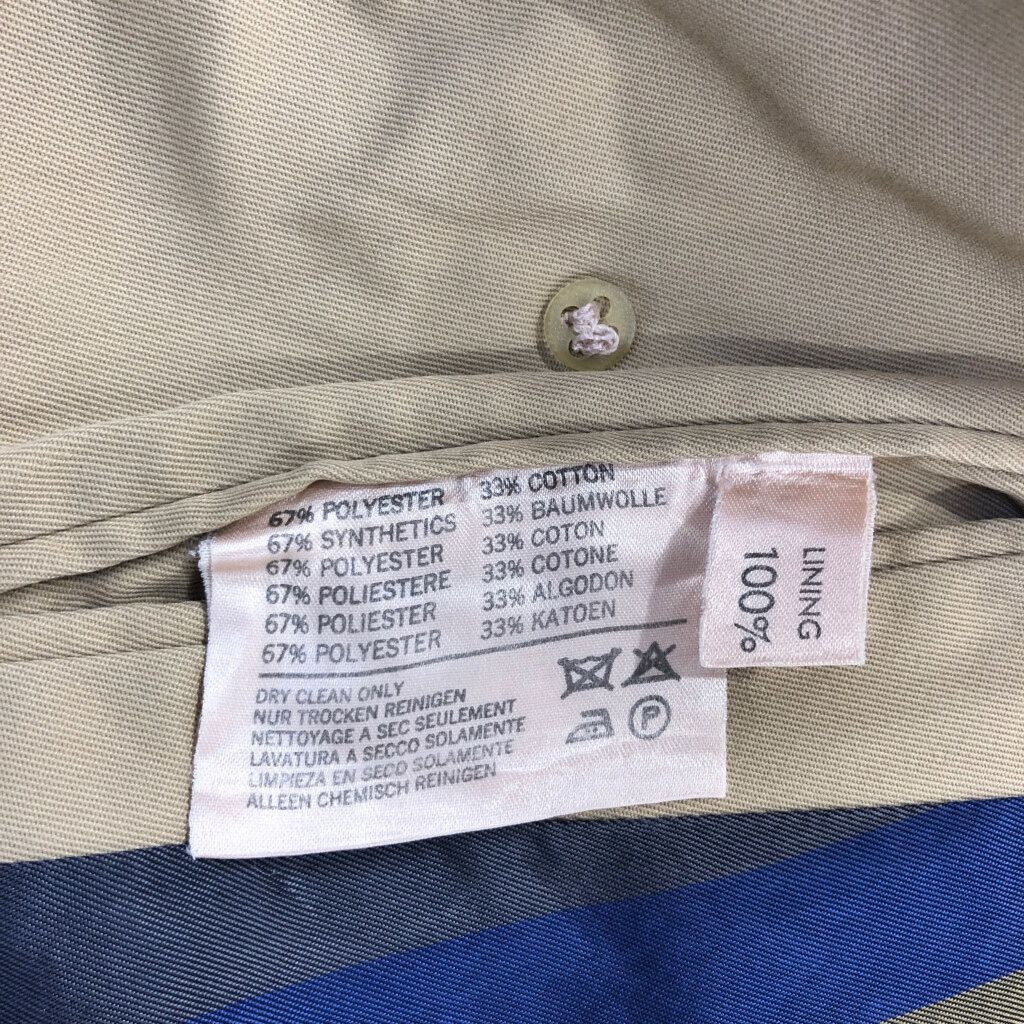 67% POLYESTER 33% COTTON
67% SYNTHETICS 33% BAUMWOLLE
67% POLYESTER 33% COTON
67% POLIESTERE 33% COTONE
67% POLIESTER 33% ALGODON
67% POLYESTER 33% KATOEN
DRY CLEAN ONLY
NUR TROCKEN REINIGEN
NETTOYAGE A SEC SEULEMENT
LAVATURA A SECCO SOLAMENTE
LIMPIEZA EN SECO SOLAMENTE
ALLEEN CHEMISCH REINIGEN
P
LINING
100%